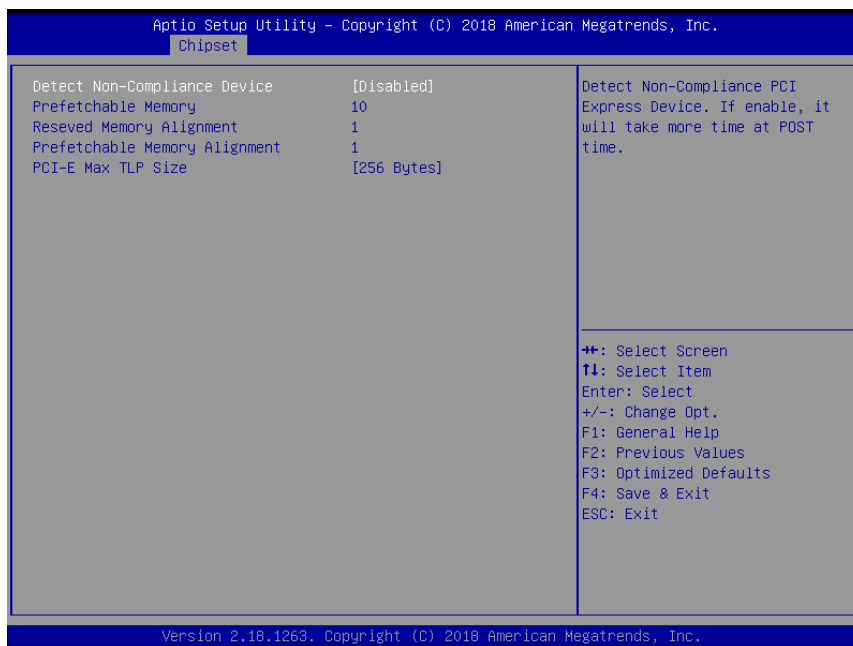 Aptio Setup Utility – Copyright (C) 2018 American Megatrends, Inc.
Chipset
Detect Non-Compliance Device [Disabled]
Prefetchable Memory 10
Reseved Memory Alignment 1
Prefetchable Memory Alignment 1
PCI-E Max TLP Size [256 Bytes]
Detect Non-Compliance PCI
Express Device. If enable, it
will take more time at POST
time.
→←: Select Screen
↑↓: Select Item
Enter: Select
+/-: Change Opt.
F1: General Help
F2: Previous Values
F3: Optimized Defaults
F4: Save & Exit
ESC: Exit
Version 2.18.1263. Copyright (C) 2018 American Megatrends, Inc.